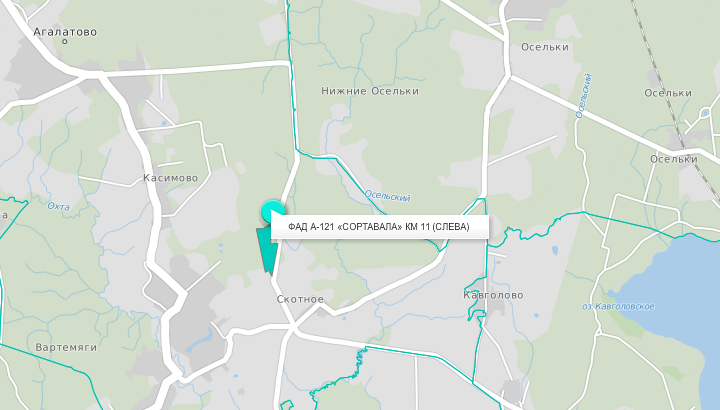 Агалатово
Осельки
Нижние Осельки
Осельский
Осельки
Осельки
Касимово
Осельский
Охта
а
ФАД А-121 «СОРТАВАЛА» КМ 11 (СЛЕВА)
Скотное
Кавголово
оз.Кавголовское
Вартемяги